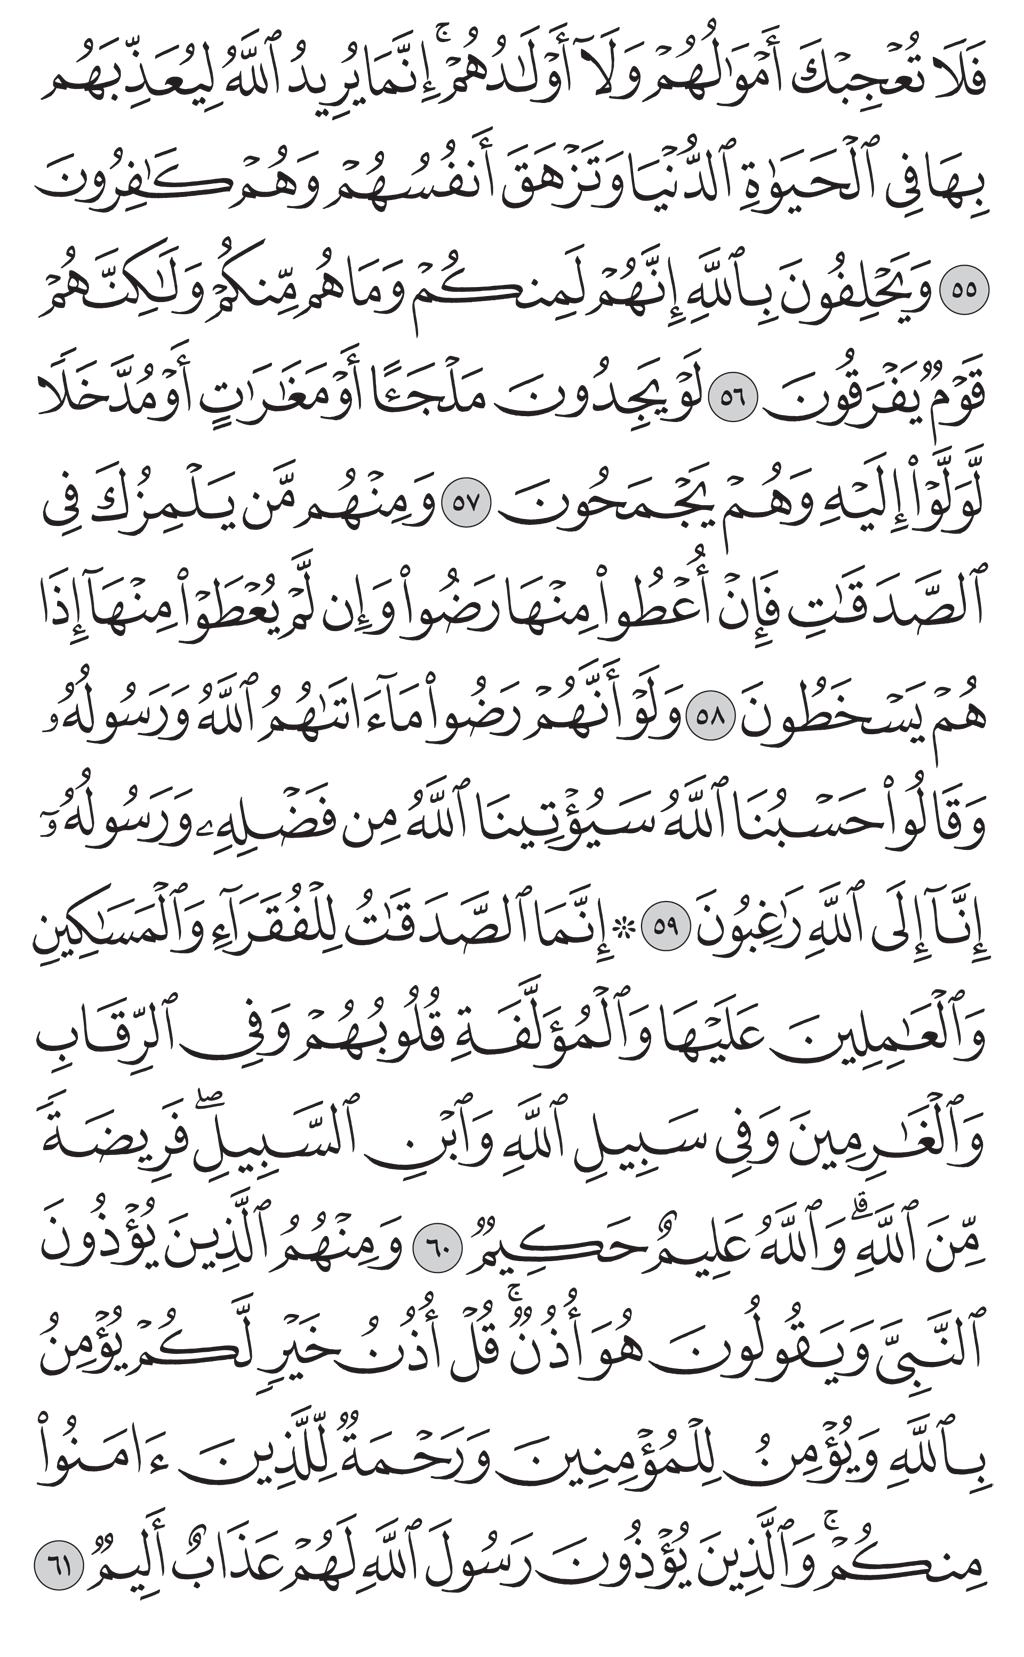 فَلَا تُعۡجِبۡكَ أَمۡوَٰلُهُمۡ وَلَآ أَوۡلَٰدُهُمۡۚ إِنَّمَا يُرِيدُ ٱللَّهُ لِيُعَذِّبَهُم
بِهَا فِي ٱلۡحَيَوٰةِ ٱلدُّنۡيَا وَتَزۡهَقَ أَنفُسُهُمۡ وَهُمۡ كَٰفِرُونَ
٥٥ وَيَحۡلِفُونَ بِٱللَّهِ إِنَّهُمۡ لَمِنكُمۡ وَمَا هُم مِّنكُمۡ وَلَٰكِنَّهُمۡ
قَوۡمٞ يَفۡرَقُونَ ٥٦ لَوۡ يَجِدُونَ مَلۡجَـًٔا أَوۡ مَغَٰرَٰتٍ أَوۡ مُدَّخَلٗا
لَّوَلَّوۡاْ إِلَيۡهِ وَهُمۡ يَجۡمَحُونَ ٥٧ وَمِنۡهُم مَّن يَلۡمِزُكَ فِي
ٱلصَّدَقَٰتِ فَإِنۡ أُعۡطُواْ مِنۡهَا رَضُواْ وَإِن لَّمۡ يُعۡطَوۡاْ مِنۡهَآ إِذَا
هُمۡ يَسۡخَطُونَ ٥٨ وَلَوۡ أَنَّهُمۡ رَضُواْ مَآ ءَاتَىٰهُمُ ٱللَّهُ وَرَسُولُهُۥ
وَقَالُواْ حَسۡبُنَا ٱللَّهُ سَيُؤۡتِينَا ٱللَّهُ مِن فَضۡلِهِۦ وَرَسُولُهُۥٓ
إِنَّآ إِلَى ٱللَّهِ رَٰغِبُونَ ٥٩ ۞ إِنَّمَا ٱلصَّدَقَٰتُ لِلۡفُقَرَآءِ وَٱلۡمَسَٰكِينِ
وَٱلۡعَٰمِلِينَ عَلَيۡهَا وَٱلۡمُؤَلَّفَةِ قُلُوبُهُمۡ وَفِي ٱلرِّقَابِ
وَٱلۡغَٰرِمِينَ وَفِي سَبِيلِ ٱللَّهِ وَٱبۡنِ ٱلسَّبِيلِۖ فَرِيضَةٗ
مِّنَ ٱللَّهِۗ وَٱللَّهُ عَلِيمٌ حَكِيمٞ ٦٠ وَمِنۡهُمُ ٱلَّذِينَ يُؤۡذُونَ
ٱلنَّبِيَّ وَيَقُولُونَ هُوَ أُذُنٞۚ قُلۡ أُذُنُ خَيۡرٖ لَّكُمۡ يُؤۡمِنُ
بِٱللَّهِ وَيُؤۡمِنُ لِلۡمُؤۡمِنِينَ وَرَحۡمَةٞ لِّلَّذِينَ ءَامَنُواْ
مِنكُمۡۚ وَٱلَّذِينَ يُؤۡذُونَ رَسُولَ ٱللَّهِ لَهُمۡ عَذَابٌ أَلِيمٞ ٦١